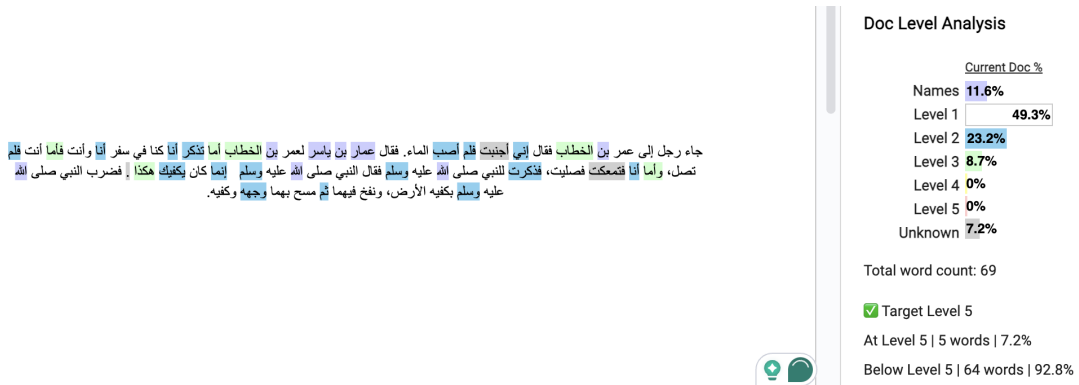 جاء رجل إلى عمر بن الخطاب فقال إني أجنبت فلم أصب الماء. فقال عمار بن ياسر لعمر بن الخطاب أما تذكر أنا كنا في سفر أنا وأنت فأما أنت فلم
تصل، وأما أنا فتمعكت فصليت، فذكرت للنبي صلى الله عليه وسلم فقال النبي صلى الله عليه وسلم إنما كان يكفيك هكذا . فضرب النبي صلى الله
عليه وسلم بكفيه الأرض، ونفخ فيهما ثم مسح بهما وجهه وكفيه.
Doc Level Analysis
Current Doc %
Names 11.6%
Level 1 49.3%
Level 2 23.2%
Level 3 8.7%
Level 4 0%
Level 5 0%
Unknown 7.2%
Total word count: 69
✅ Target Level 5
At Level 5 | 5 words | 7.2%
Below Level 5 | 64 words | 92.8%